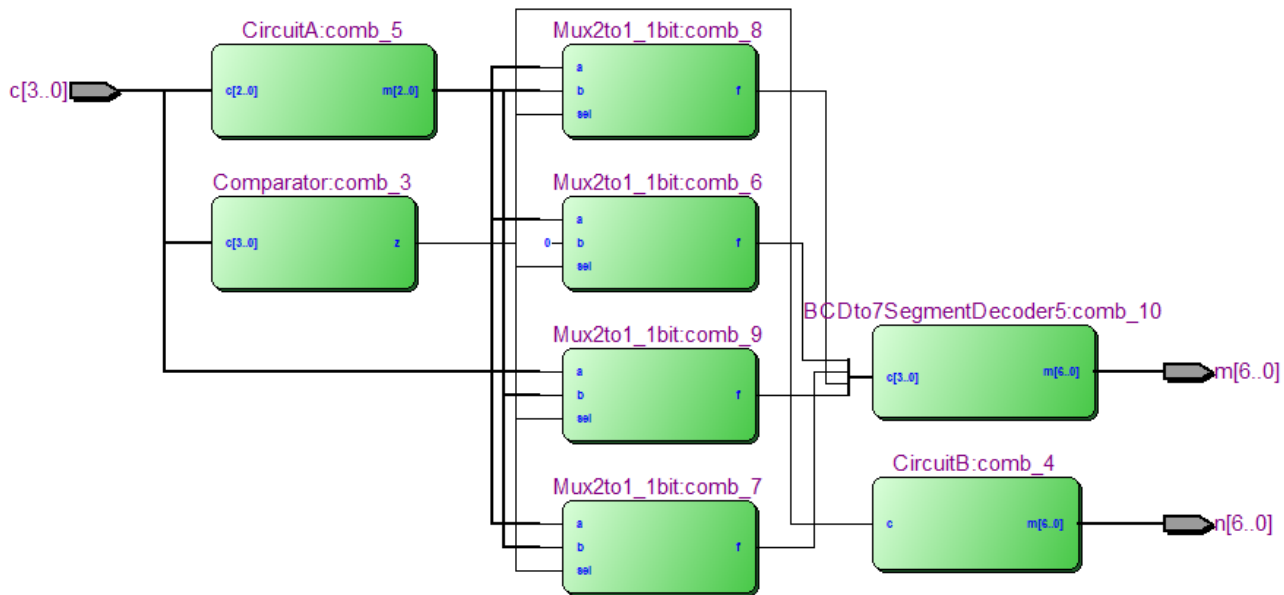 CircuitA:comb_5
c[3..0]
c[2..0]
m[2..0]
Comparator:comb_3
c[3..0]
z
Mux2to1_1bit:comb_8
a
b
sel
f
Mux2to1_1bit:comb_6
a
0
b
sel
f
Mux2to1_1bit:comb_9
a
b
sel
f
Mux2to1_1bit:comb_7
a
b
sel
f
BCDto7SegmentDecoder5:comb_10
c[3..0]
m[6..0]
m[6..0]
CircuitB:comb_4
c
m[6..0]
n[6..0]